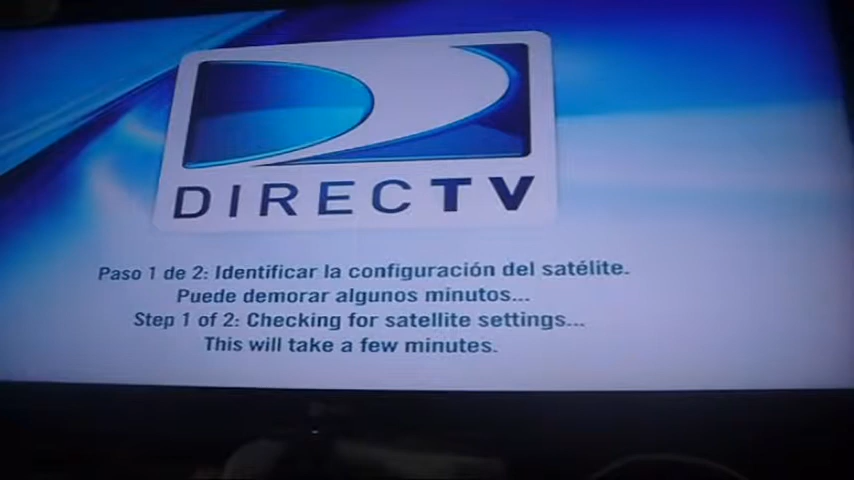 DIRECTV
Paso 1 de 2: Identificar la configuración del satélite.
Puede demorar algunos minutos...
Step 1 of 2: Checking for satellite settings...
This will take a few minutes.